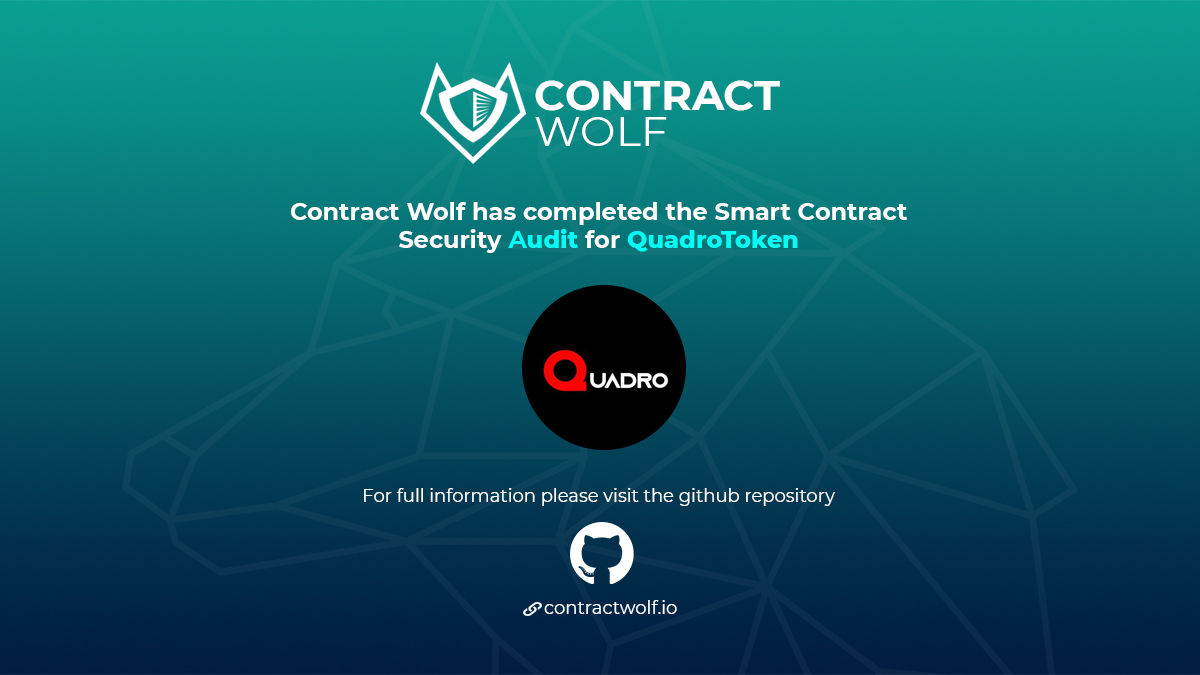 CONTRACT
WOLF
Contract Wolf has completed the Smart Contract
Security Audit for QuadroToken
QUADRO
For full information please visit the github repository
contractwolf.io